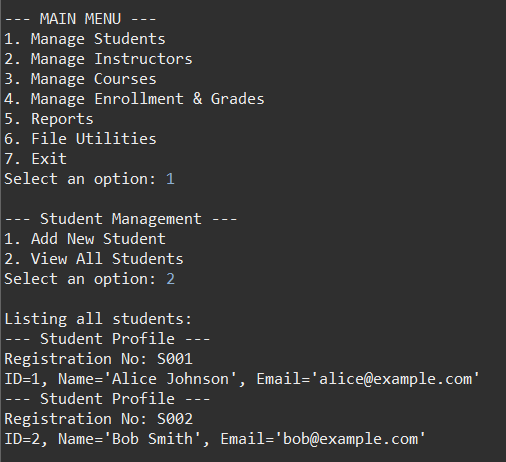 --- MAIN MENU ---
1. Manage Students
2. Manage Instructors
3. Manage Courses
4. Manage Enrollment & Grades
5. Reports
6. File Utilities
7. Exit
Select an option: 1

--- Student Management ---
1. Add New Student
2. View All Students
Select an option: 2

Listing all students:
--- Student Profile ---
Registration No: S001
ID=1, Name='Alice Johnson', Email='alice@example.com'
--- Student Profile ---
Registration No: S002
ID=2, Name='Bob Smith', Email='bob@example.com'